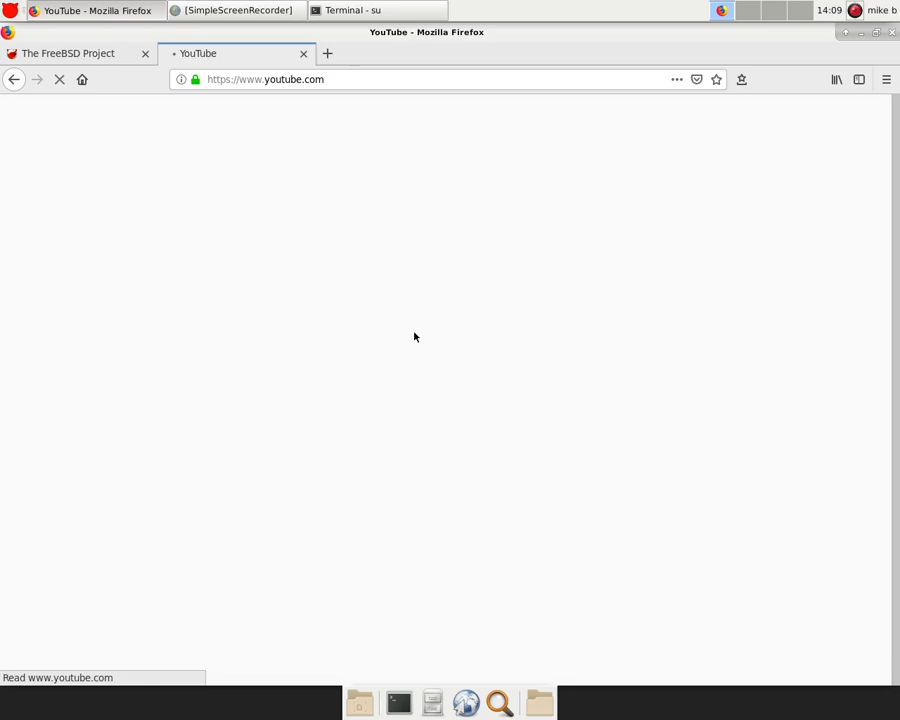 YouTube - Mozilla Firefox
[SimpleScreenRecorder]
Terminal - su
14:09
mike b
YouTube - Mozilla Firefox
The FreeBSD Project
YouTube
https://www.youtube.com
Read www.youtube.com